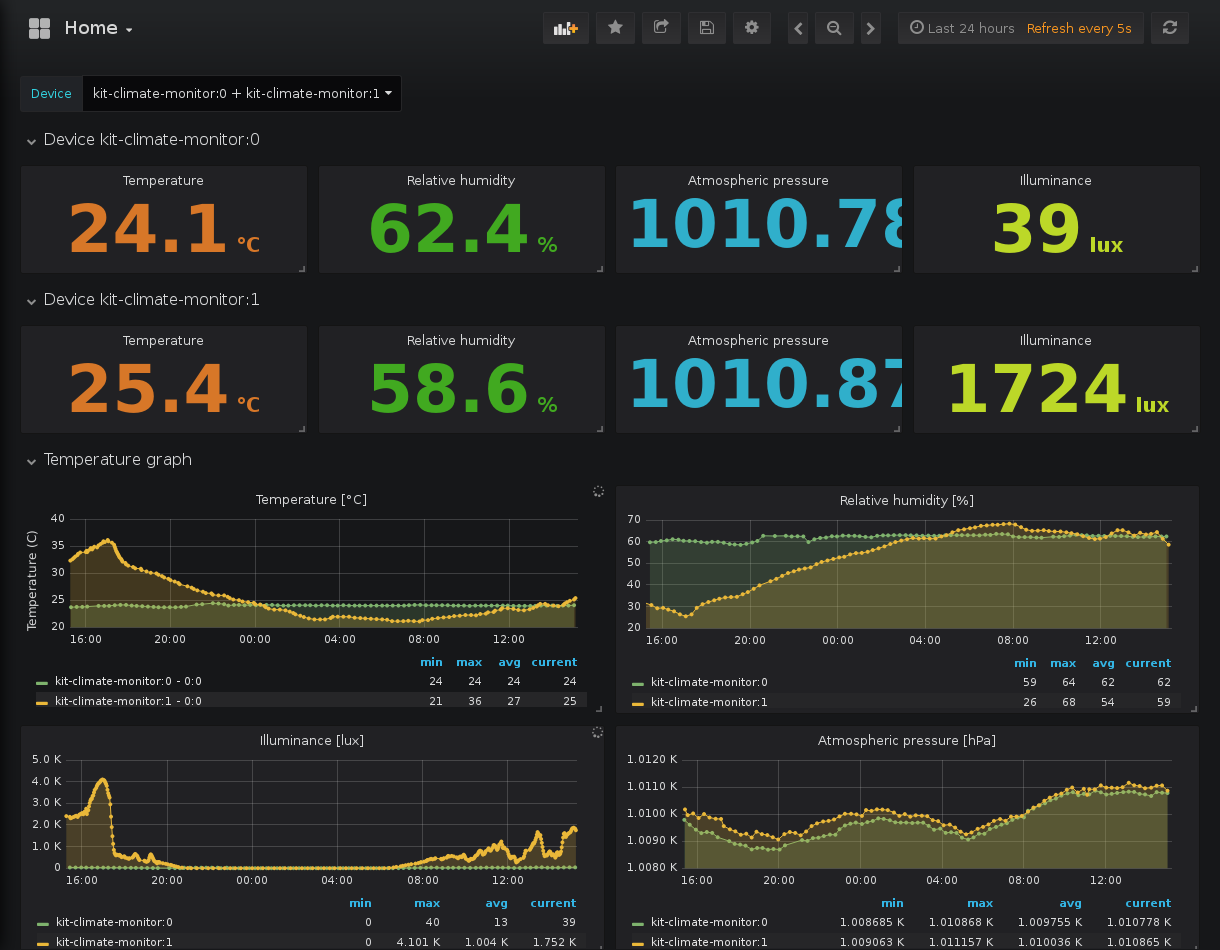 Home
Last 24 hours Refresh every 5s
Device kit-climate-monitor:0 + kit-climate-monitor:1
Device kit-climate-monitor:0
Temperature Relative humidity Atmospheric pressure Illuminance
24.1 °C 62.4 % 1010.78 39 lux
Device kit-climate-monitor:1
Temperature Relative humidity Atmospheric pressure Illuminance
25.4 °C 58.6 % 1010.87 1724 lux
Temperature graph
Temperature [°C]
Temperature (C)
40
35
30
25
20
16:00 20:00 00:00 04:00 08:00 12:00
min max avg current
kit-climate-monitor:0 - 0:0 24 24 24 24
kit-climate-monitor:1 - 0:0 21 36 27 25
Relative humidity [%]
70
60
50
40
30
20
16:00 20:00 00:00 04:00 08:00 12:00
min max avg current
kit-climate-monitor:0 59 64 62 62
kit-climate-monitor:1 26 68 54 59
Illuminance [lux]
5.0 K
4.0 K
3.0 K
2.0 K
1.0 K
0
16:00 20:00 00:00 04:00 08:00 12:00
min max avg current
kit-climate-monitor:0 0 40 13 39
kit-climate-monitor:1 0 4.101 K 1.004 K 1.752 K
Atmospheric pressure [hPa]
1.0120 K
1.0110 K
1.0100 K
1.0090 K
1.0080 K
16:00 20:00 00:00 04:00 08:00 12:00
min max avg current
kit-climate-monitor:0 1.008685 K 1.010868 K 1.009755 K 1.010778 K
kit-climate-monitor:1 1.009063 K 1.011157 K 1.010036 K 1.010865 K